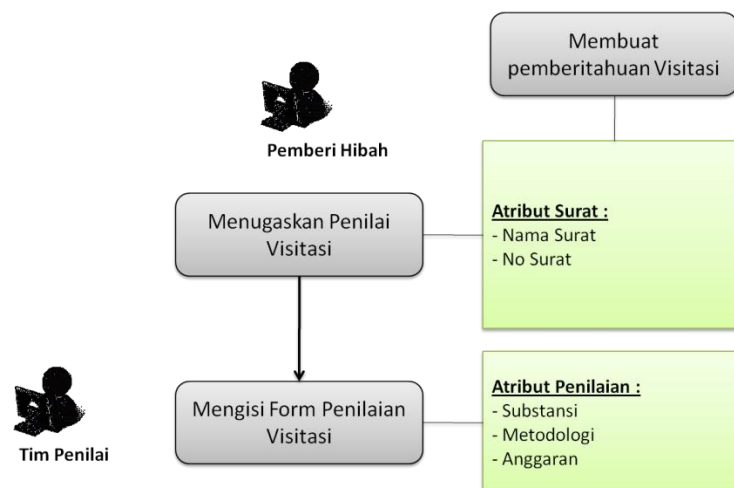 Membuat
pemberitahuan Visitasi
Pemberi Hibah
Menugaskan Penilai
Visitasi
Atribut Surat :
- Nama Surat
- No Surat
Tim Penilai
Mengisi Form Penilaian
Visitasi
Atribut Penilaian :
- Substansi
- Metodologi
- Anggaran